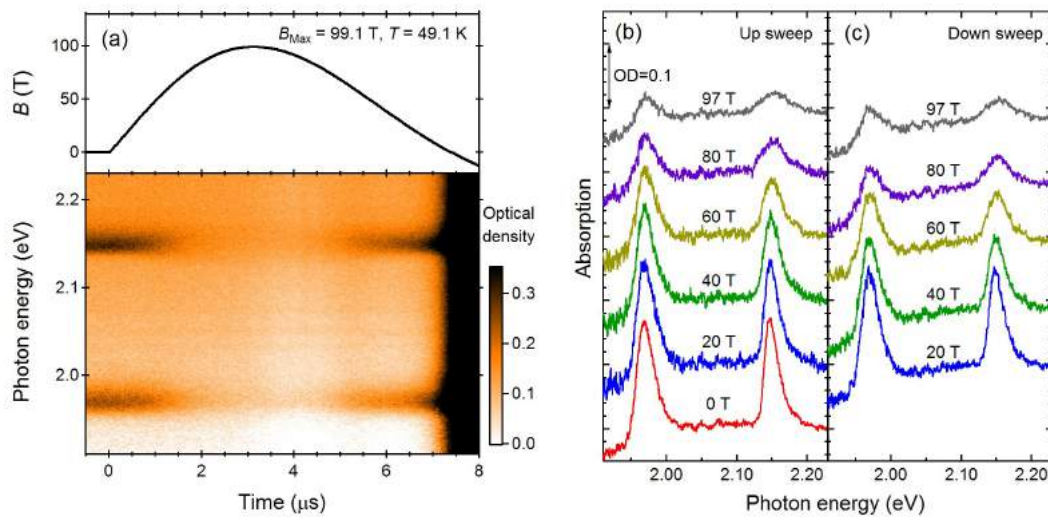 (a)
B_Max = 99.1 T, T = 49.1 K
B (T)
100
50
0
Photon energy (eV)
2.2
2.1
2.0
Optical
density
0.3
0.2
0.1
0.0
0 2 4 6 8
Time (μs)
(b) Up sweep
OD=0.1
97 T
80 T
60 T
40 T
20 T
0 T
Absorption
2.00 2.10 2.20
(c) Down sweep
97 T
80 T
60 T
40 T
20 T
2.00 2.10 2.20
Photon energy (eV)